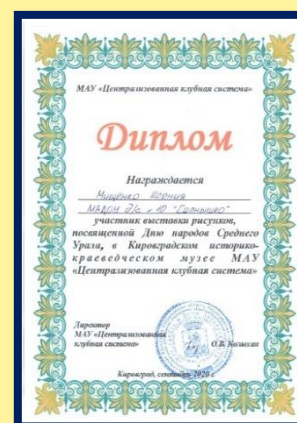 МАУ «Централизованная клубная система»
Диплом
Награждается
Мищенко Ксения
МАДОУ д/с № 10 "Солнышко"
участник выставки рисунков,
посвященной Дню народов Среднего
Урала, в Кировградском историко-
краеведческом музее МАУ
«Централизованная клубная система»
Директор
МАУ «Централизованная
клубная система»
О.В.
Кировград, сентябрь 2020 г.